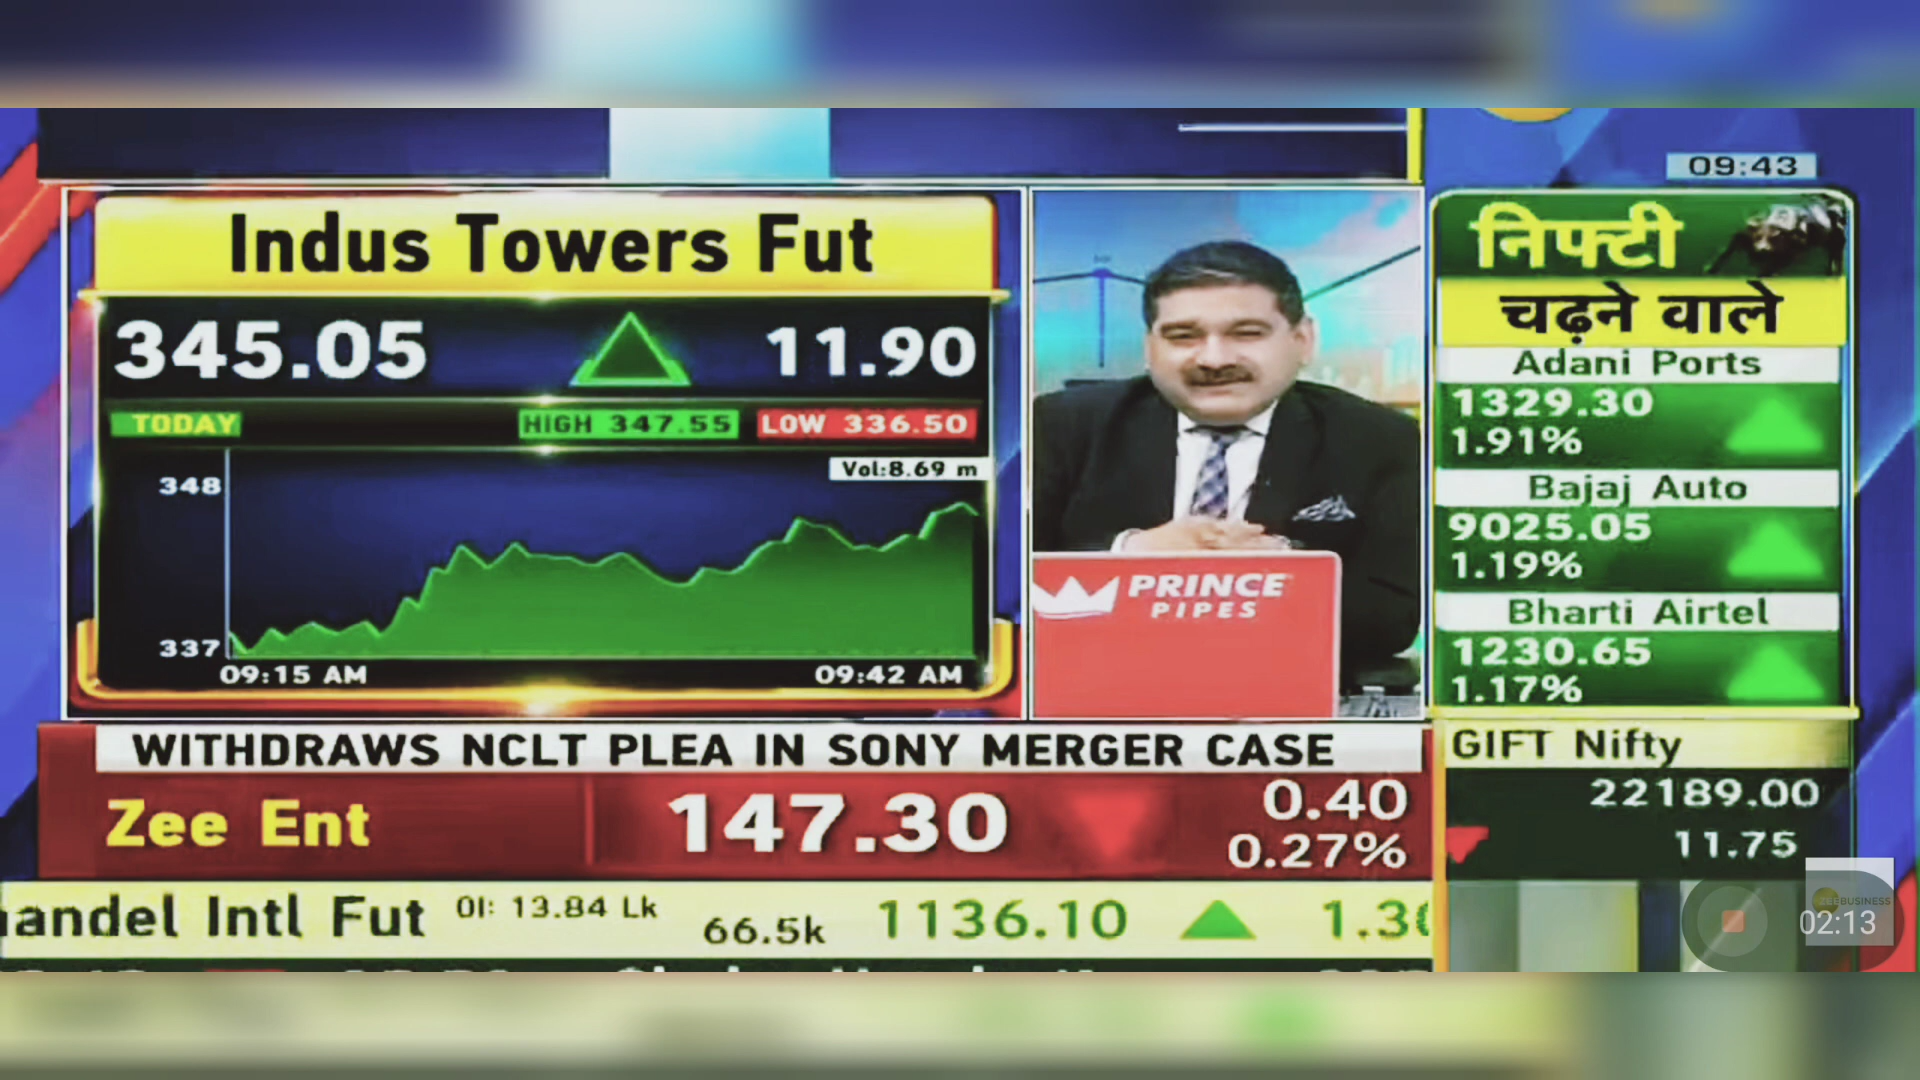 09:43
Indus Towers Fut
345.05 11.90
TODAY HIGH 347.55 LOW 336.50
Vol:8.69 m
348
337
09:15 AM 09:42 AM
PRINCE
PIPES
निफ्टी
चढ़ने वाले
Adani Ports
1329.30
1.91%
Bajaj Auto
9025.05
1.19%
Bharti Airtel
1230.65
1.17%
WITHDRAWS NCLT PLEA IN SONY MERGER CASE
Zee Ent 147.30 0.40
0.27%
GIFT Nifty
22189.00
11.75
andel Intl Fut OI: 13.84 Lk 66.5k 1136.10 1.3
ZEEBUSINESS
02:13